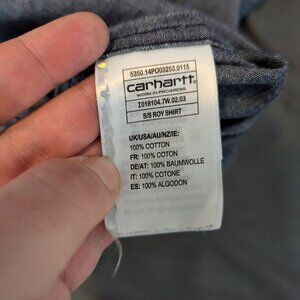 5350.14PO03253.0115
carhartt
WORK IN PROGRESS
I018104.7W.02.03
S/S ROY SHIRT
UK/USA/AU/NZ/IE:
100% COTTON
FR: 100% COTON
DE/AT: 100% BAUMWOLLE
IT: 100% COTONE
ES: 100% ALGODON